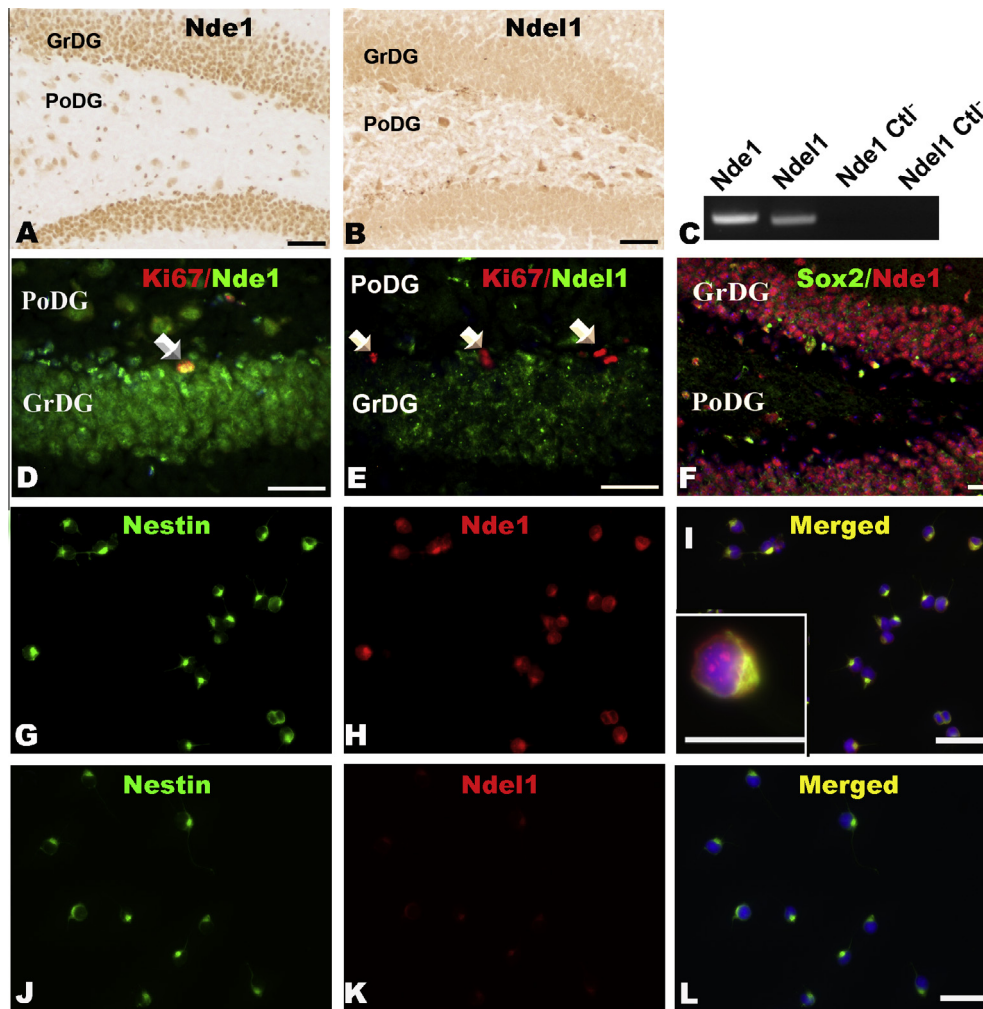 Nde1
GrDG
PoDG
A
Ndel1
GrDG
PoDG
B
Nde1
Ndel1
Nde1 Ctl-
Ndel1 Ctl-
C
Ki67/Nde1
PoDG
GrDG
D
Ki67/Ndel1
PoDG
GrDG
E
Sox2/Nde1
GrDG
PoDG
F
Nestin
G
Nde1
H
Merged
I
Nestin
J
Ndel1
K
Merged
L